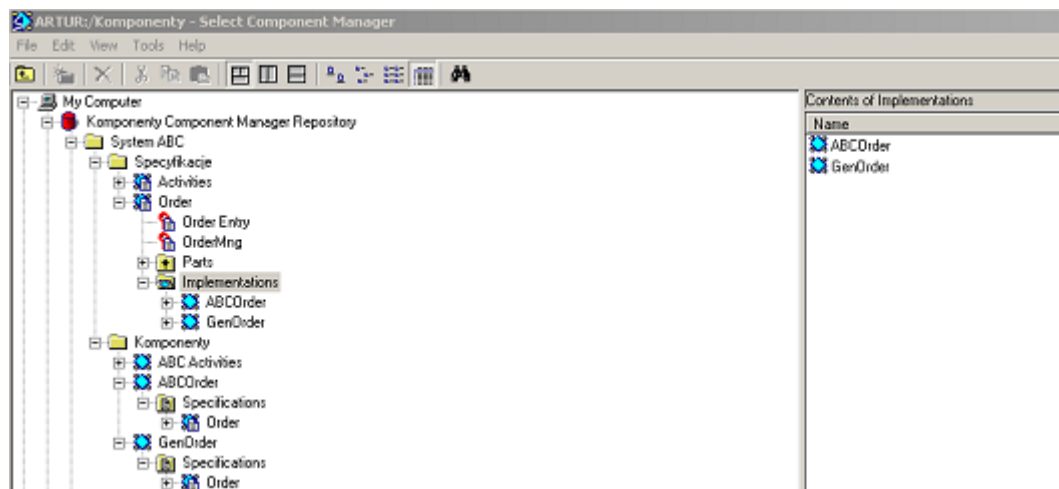 ARTUR:/Komponenty - Select Component Manager
File Edit View Tools Help
My Computer
Komponenty Component Manager Repository
System ABC
Specyfikacje
Activities
Order
Order Entry
OrderMng
Parts
Implementations
ABCOrder
GenOrder
Komponenty
ABC Activities
ABCOrder
Specifications
Order
GenOrder
Specifications
Order
Contents of Implementations
Name
ABCOrder
GenOrder